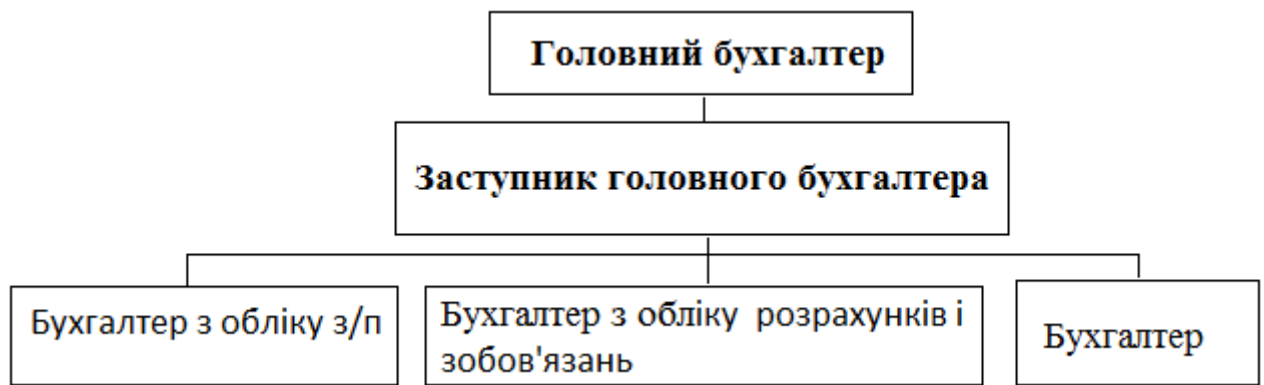 Головний бухгалтер
Заступник головного бухгалтера
Бухгалтер з обліку з/п
Бухгалтер з обліку розрахунків і
зобов'язань
Бухгалтер